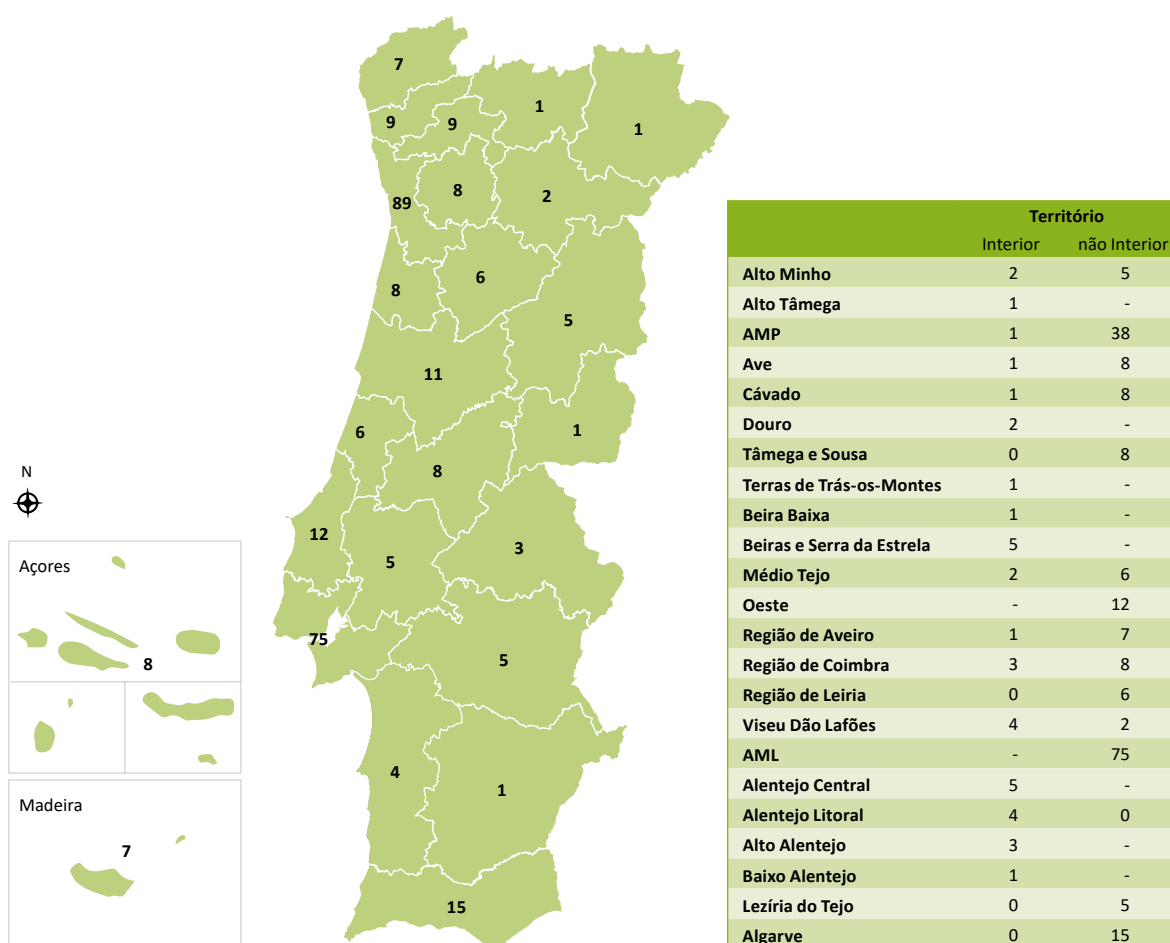 7
1
1
9
9
8
2
89
6
8
5
11
1
6
8
12
3
5
75
5
4
1
15
N
Açores
8
Madeira
7
Território
Interior não Interior
Alto Minho 2 5
Alto Tâmega 1 -
AMP 1 38
Ave 1 8
Cávado 1 8
Douro 2 -
Tâmega e Sousa 0 8
Terras de Trás-os-Montes 1 -
Beira Baixa 1 -
Beiras e Serra da Estrela 5 -
Médio Tejo 2 6
Oeste - 12
Região de Aveiro 1 7
Região de Coimbra 3 8
Região de Leiria 0 6
Viseu Dão Lafões 4 2
AML - 75
Alentejo Central 5 -
Alentejo Litoral 4 0
Alto Alentejo 3 -
Baixo Alentejo 1 -
Lezíria do Tejo 0 5
Algarve 0 15